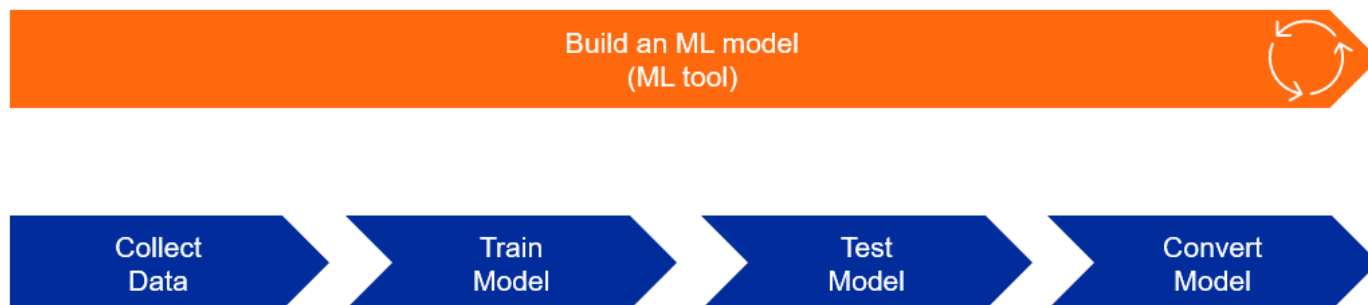 Build an ML model
(ML tool)
Collect
Data
Train
Model
Test
Model
Convert
Model